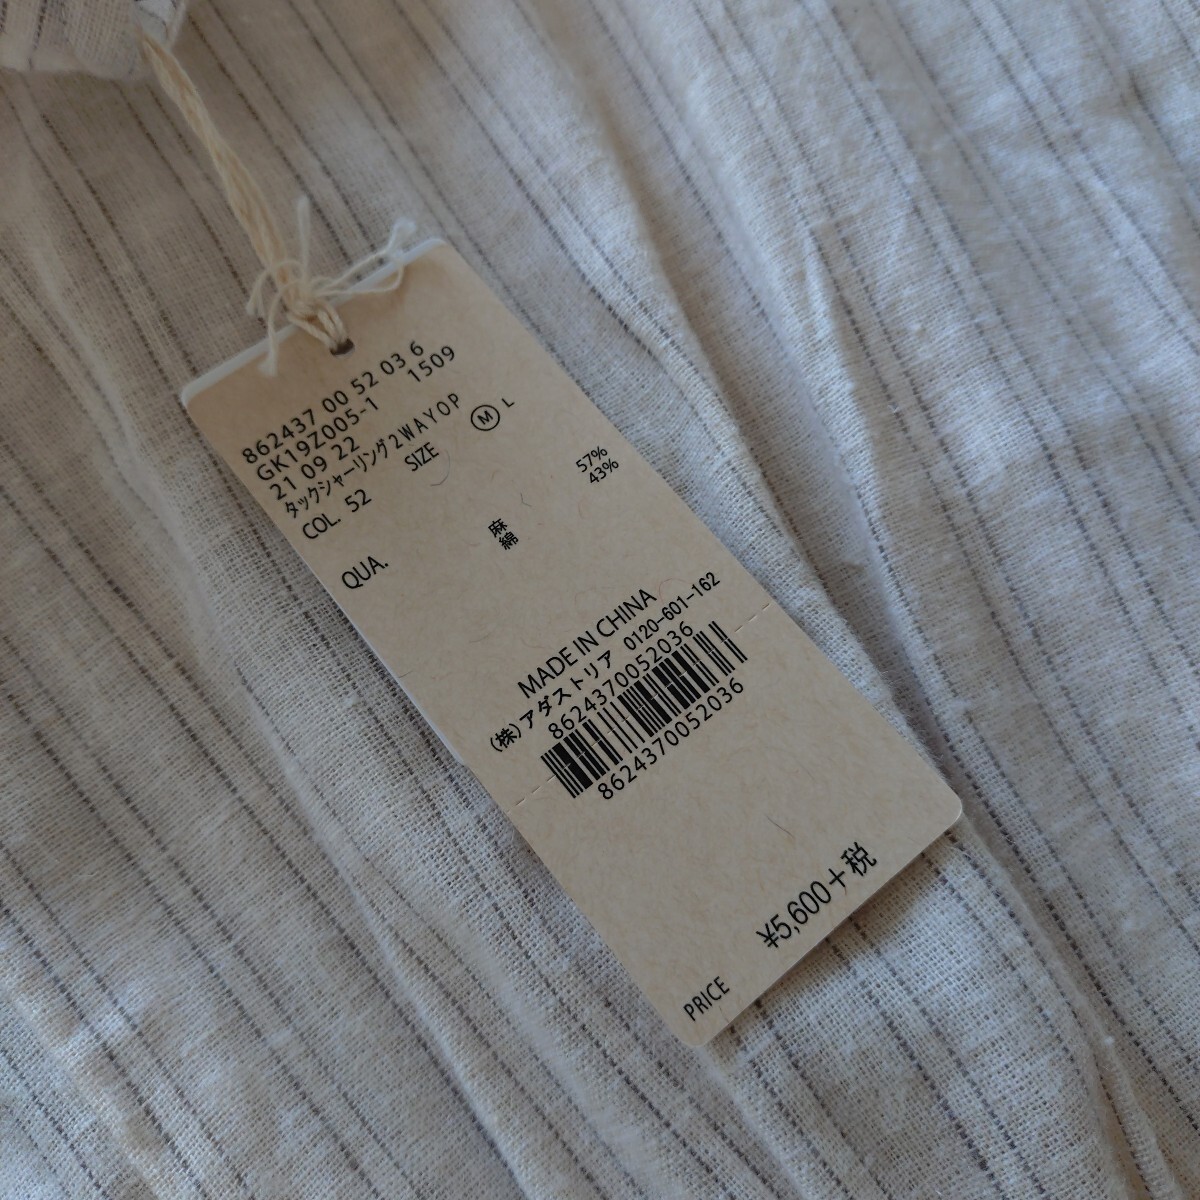 862437 00 52 03 6
GK19Z005-1 1509
21 09 22
タックシャーリング2WAYOP
COL. 52 SIZE Ⓜ L
QUA. 麻 57%
綿 43%
MADE IN CHINA
(株)アダストリア 0120-601-162
8624370052036
8624370052036
PRICE ¥5,600+税